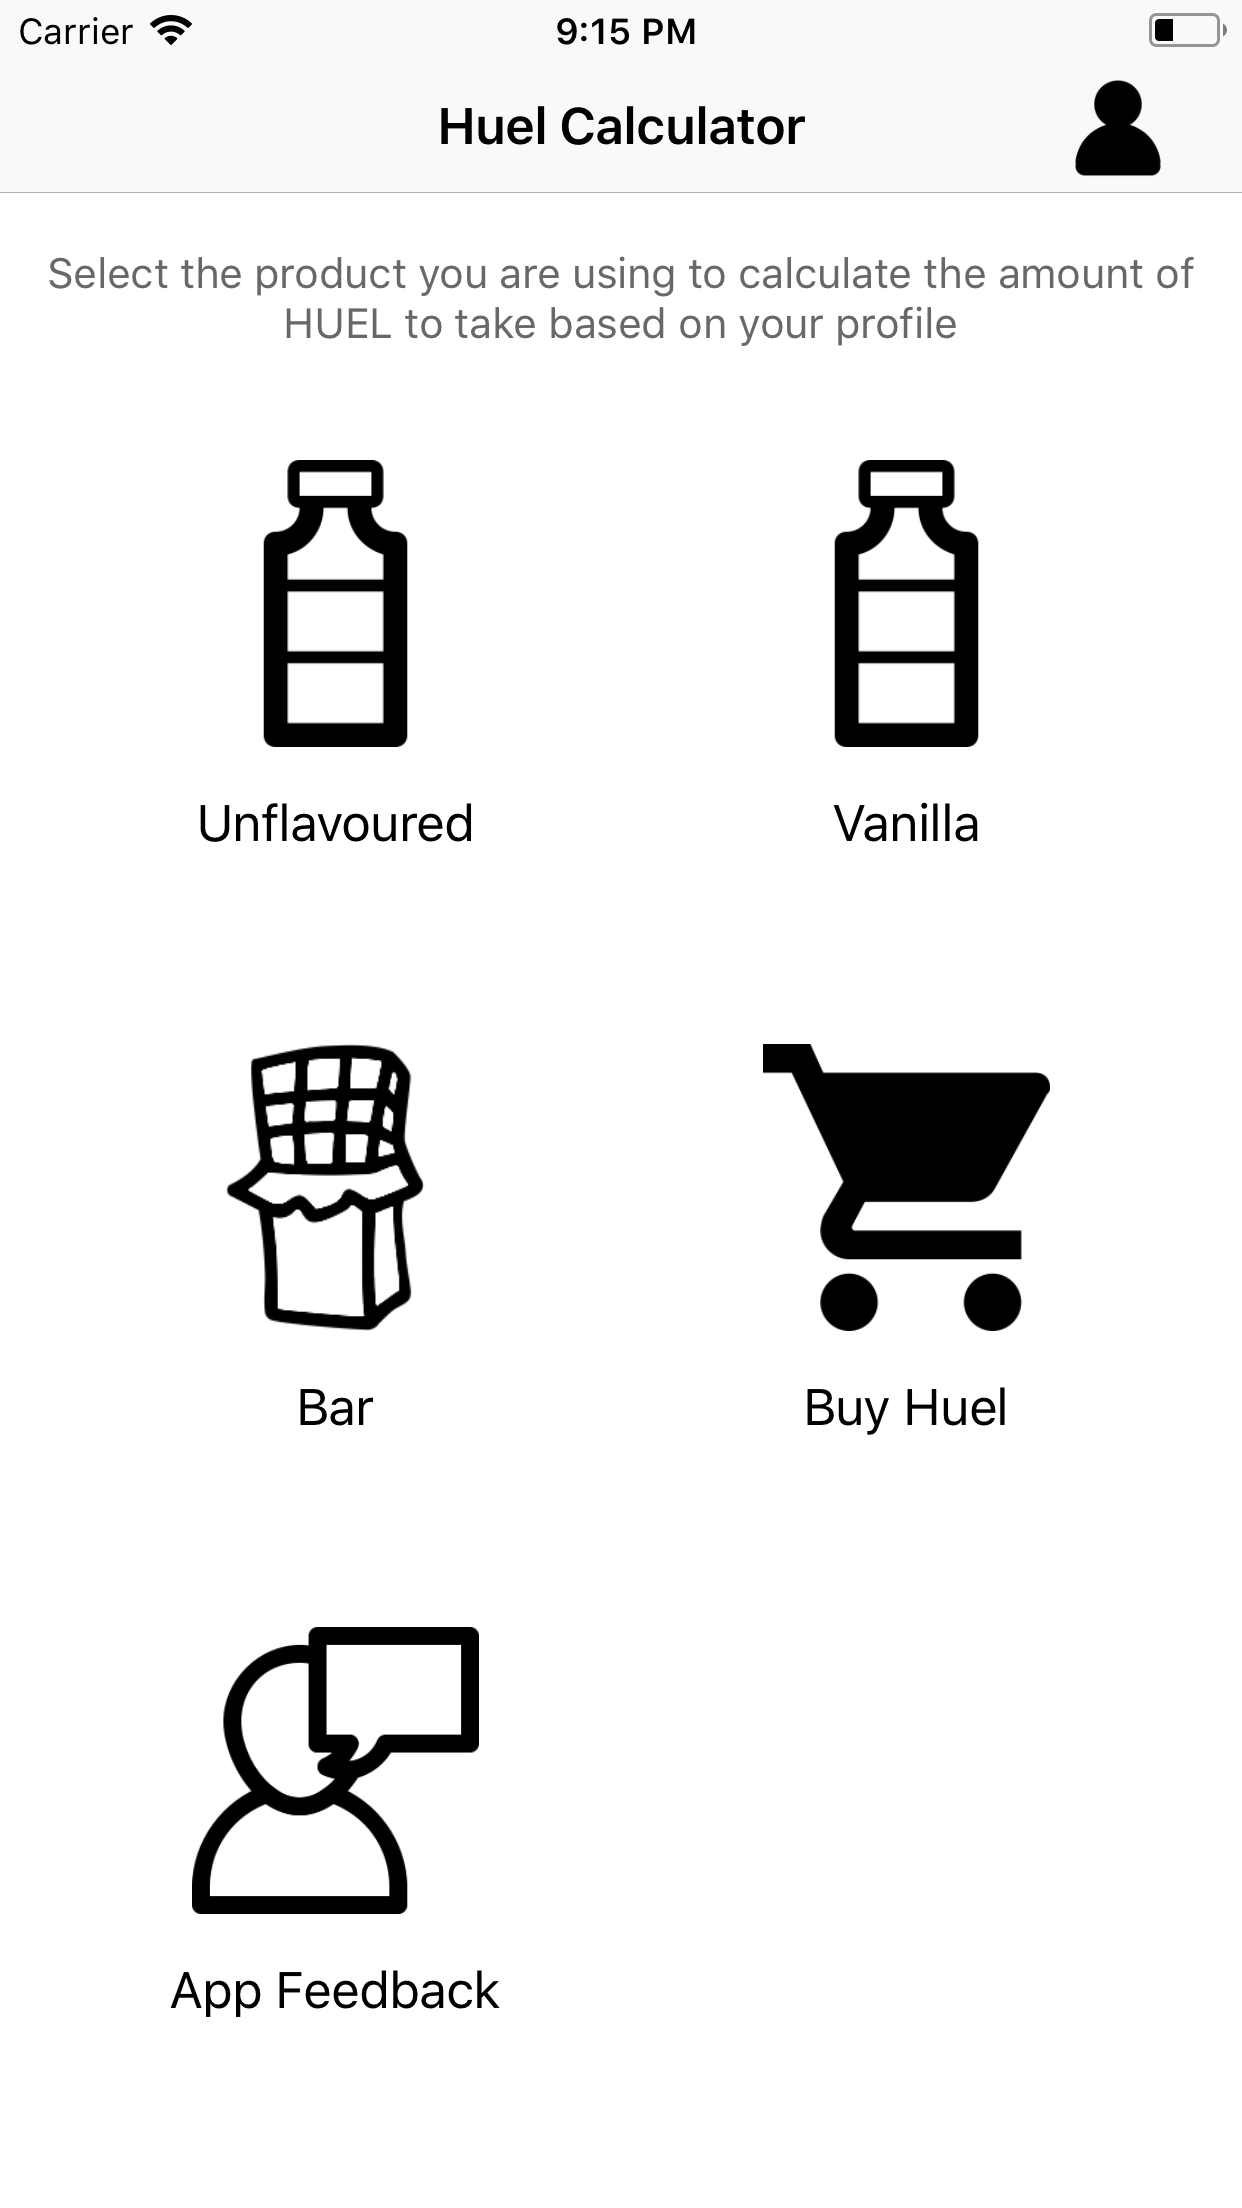 Carrier 9:15 PM
Huel Calculator
Select the product you are using to calculate the amount of
HUEL to take based on your profile
Unflavoured Vanilla
Bar Buy Huel
App Feedback